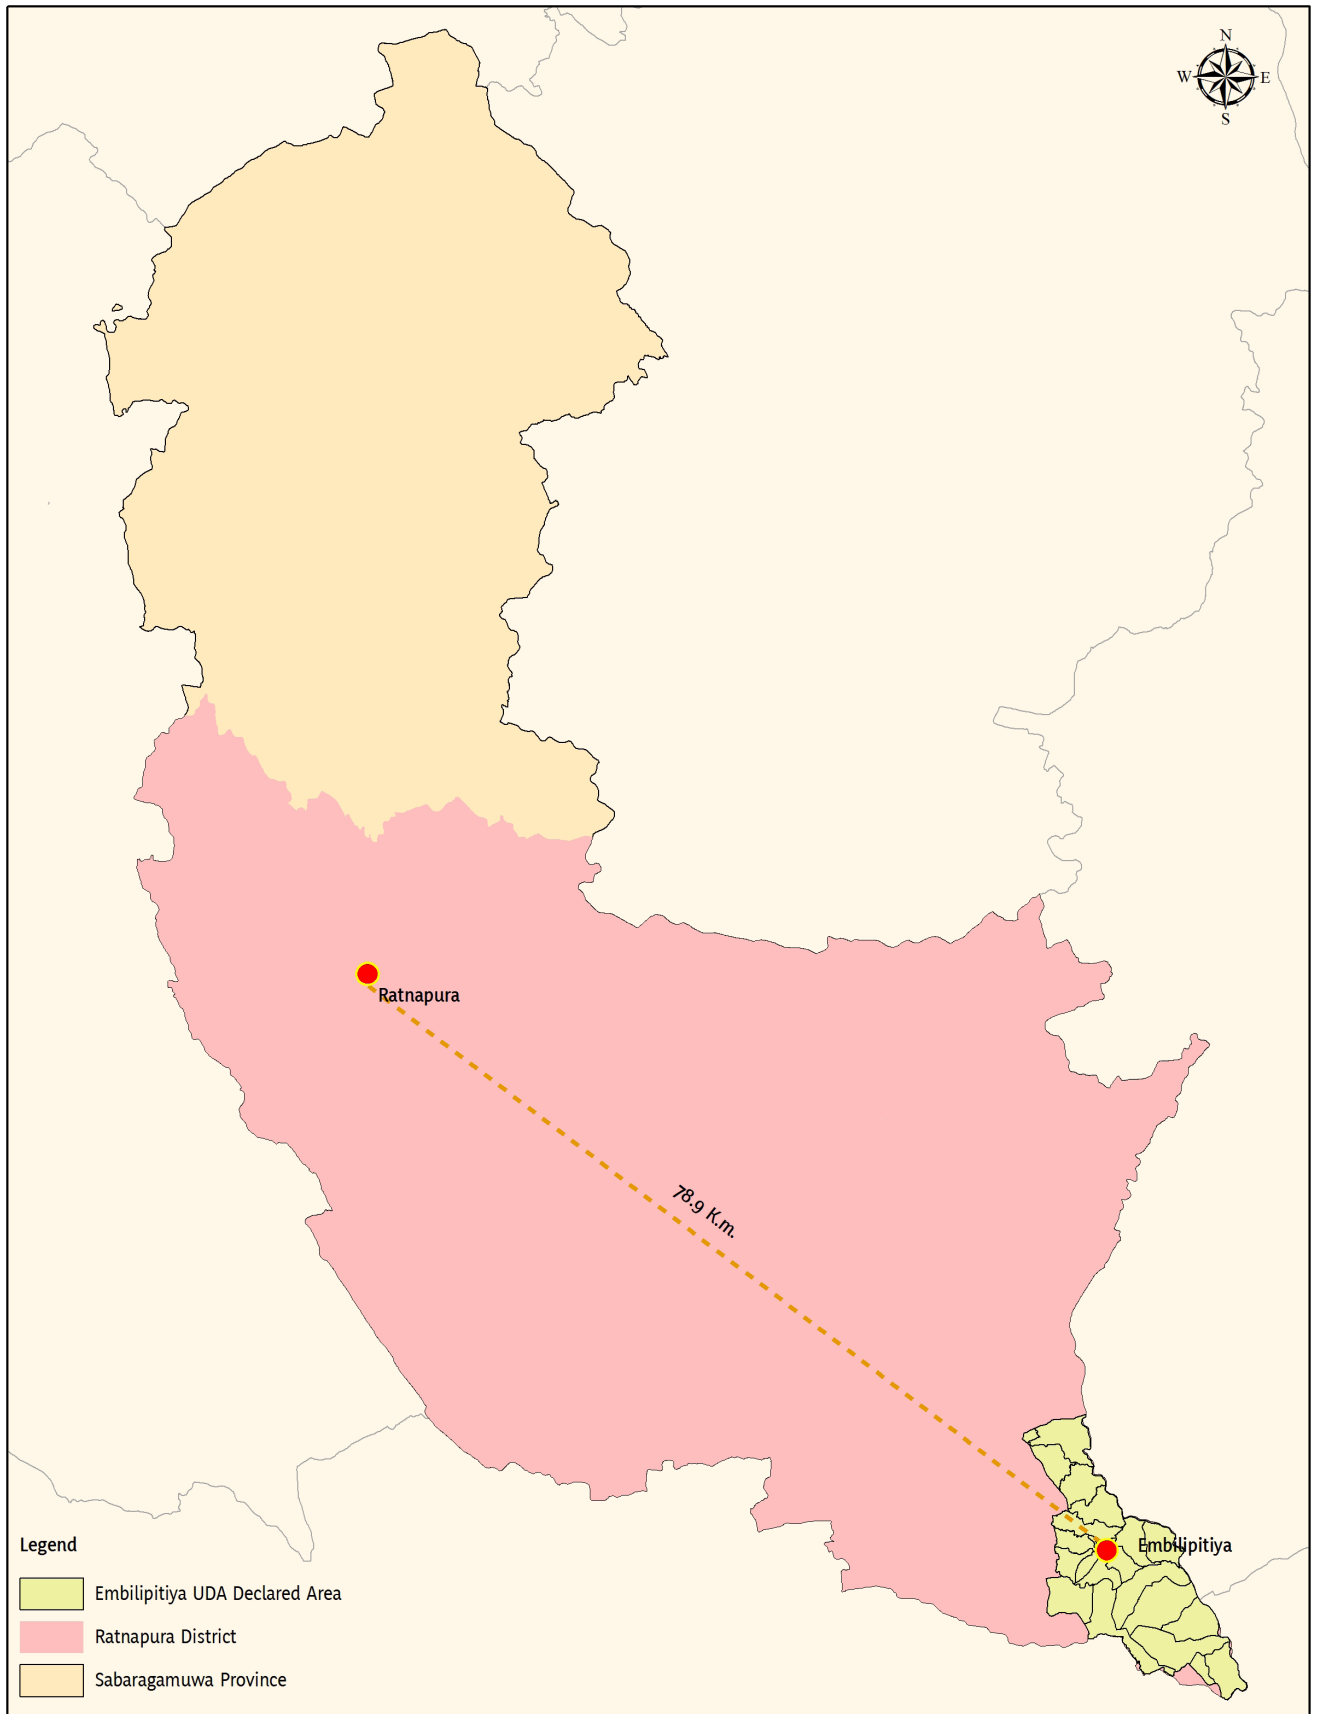 N
W E
S
Ratnapura
78.9 K.m.
Embilipitiya
Legend
Embilipitiya UDA Declared Area
Ratnapura District
Sabaragamuwa Province